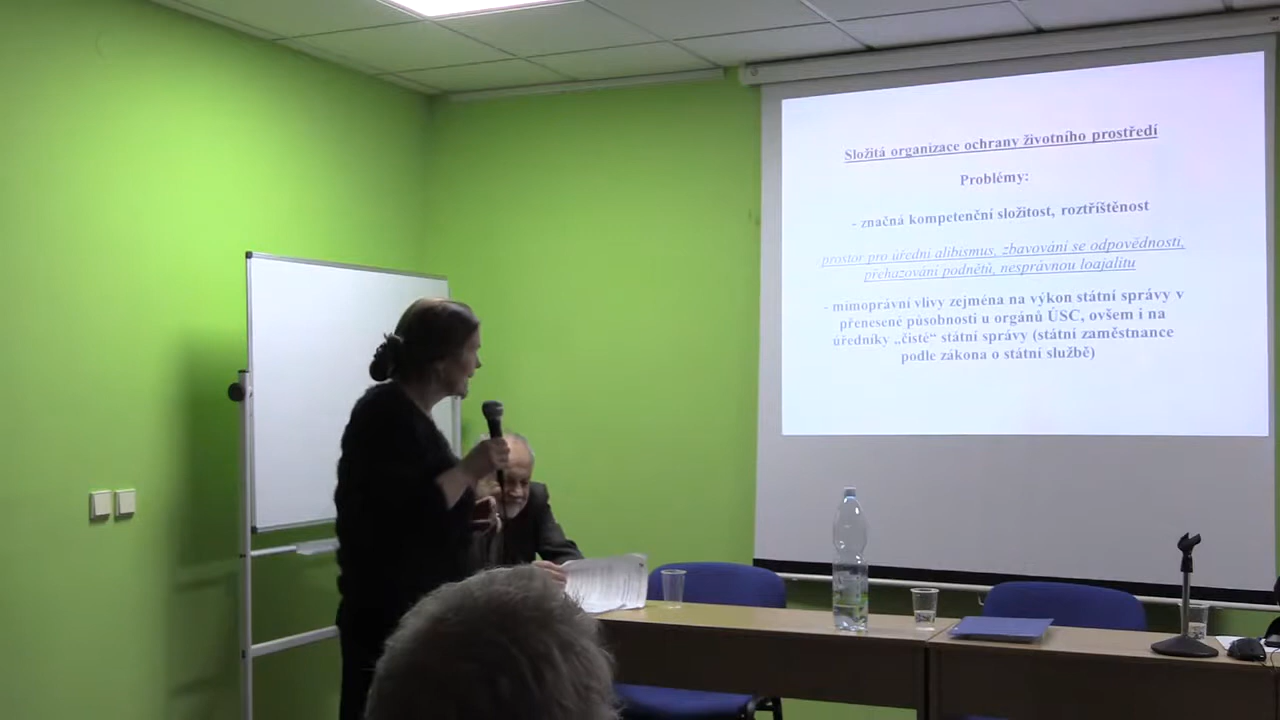 Složitá organizace ochrany životního prostředí
Problémy:
- značná kompetenční složitost, roztříštěnost
prostor pro úřední alibismus, zbavování se odpovědnosti,
přehazování podnětů, nesprávnou loajalitu
- mimoprávní vlivy zejména na výkon státní správy v
přenesené působnosti u orgánů ÚSC, ovšem i na
úředníky „čisté“ státní správy (státní zaměstnance
podle zákona o státní službě)